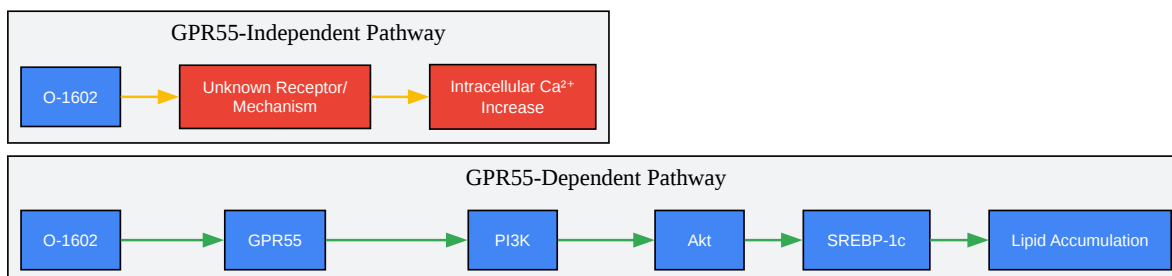 GPR55-Independent Pathway
O-1602
Unknown Receptor/
Mechanism
Intracellular Ca²⁺
Increase
GPR55-Dependent Pathway
O-1602
GPR55
PI3K
Akt
SREBP-1c
Lipid Accumulation